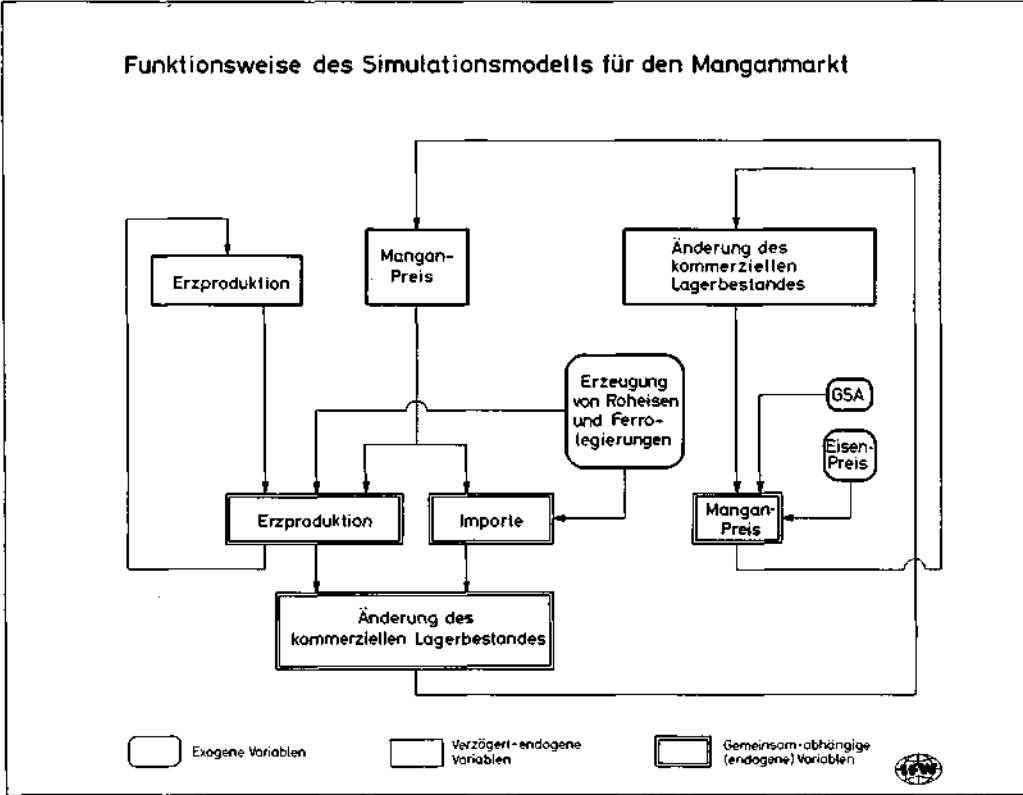 Funktionsweise des Simulationsmodells für den Manganmarkt
Erzproduktion
Mangan-
Preis
Änderung des
kommerziellen
Lagerbestandes
Erzeugung
von Roheisen
und Ferro-
legierungen
GSA
Eisen-
Preis
Erzproduktion
Importe
Mangan-
Preis
Änderung des
kommerziellen Lagerbestandes
Exogene Variablen
Verzögert-endogene
Variablen
Gemeinsam-abhängige
(endogene) Variablen